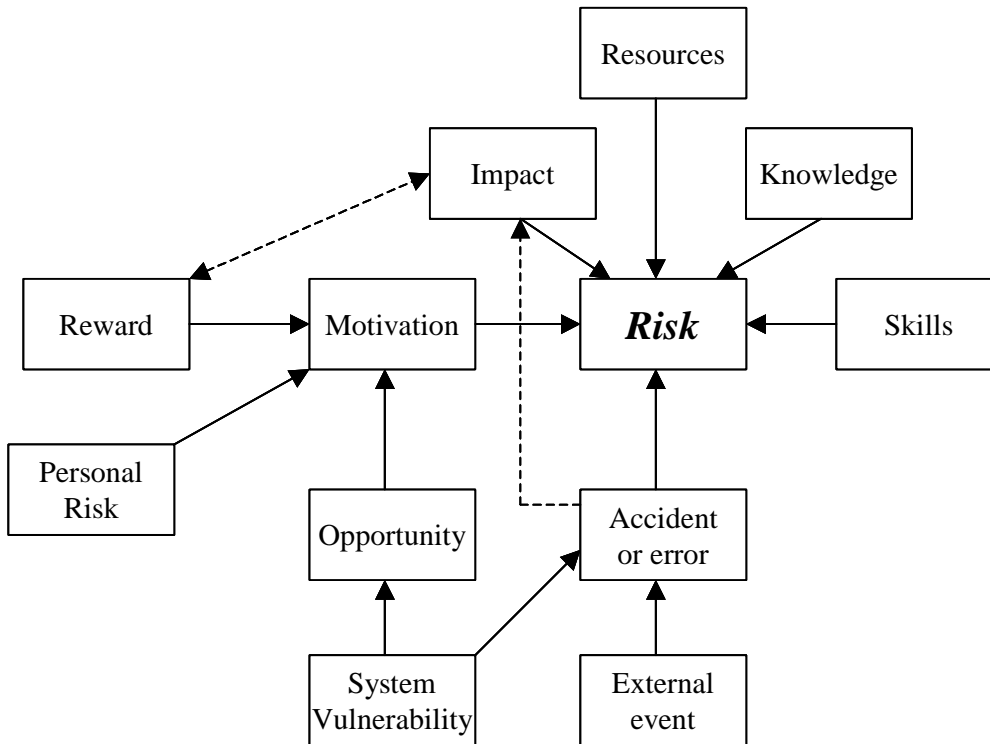 Resources
Impact
Knowledge
Reward
Motivation
Risk
Skills
Personal
Risk
Opportunity
Accident
or error
System
Vulnerability
External
event